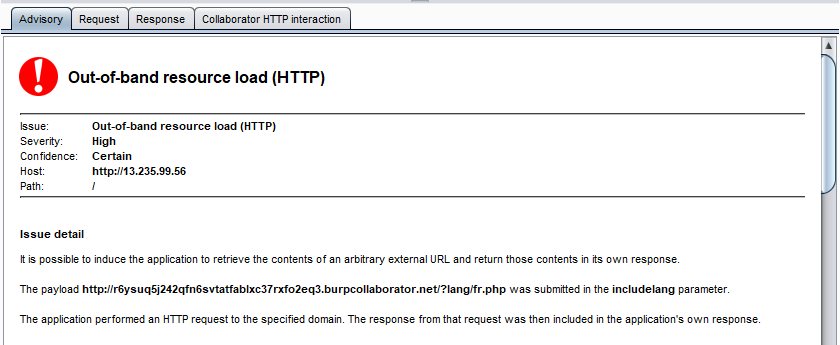 Advisory Request Response Collaborator HTTP interaction
Out-of-band resource load (HTTP)
Issue: Out-of-band resource load (HTTP)
Severity: High
Confidence: Certain
Host: http://13.235.99.56
Path: /
Issue detail
It is possible to induce the application to retrieve the contents of an arbitrary external URL and return those contents in its own response.
The payload http://r6ysuq5j242qfn6svtatfablxc37rxfo2eq3.burpcollaborator.net/?lang/fr.php was submitted in the includelang parameter.
The application performed an HTTP request to the specified domain. The response from that request was then included in the application's own response.